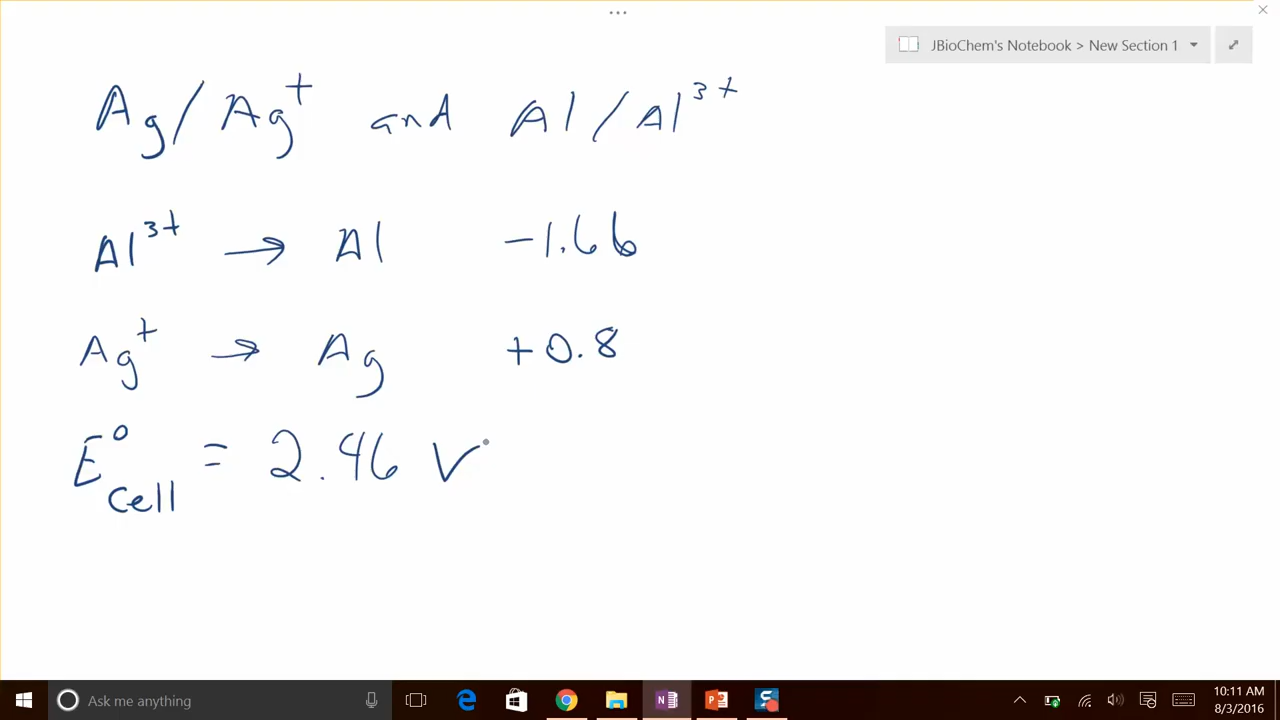 ...
JBioChem's Notebook > New Section 1
Ag/Ag⁺ and Al/Al³⁺
Al³⁺ → Al −1.66
Ag⁺ → Ag +0.8
E⁰cell = 2.46 V
Ask me anything
10:11 AM
8/3/2016